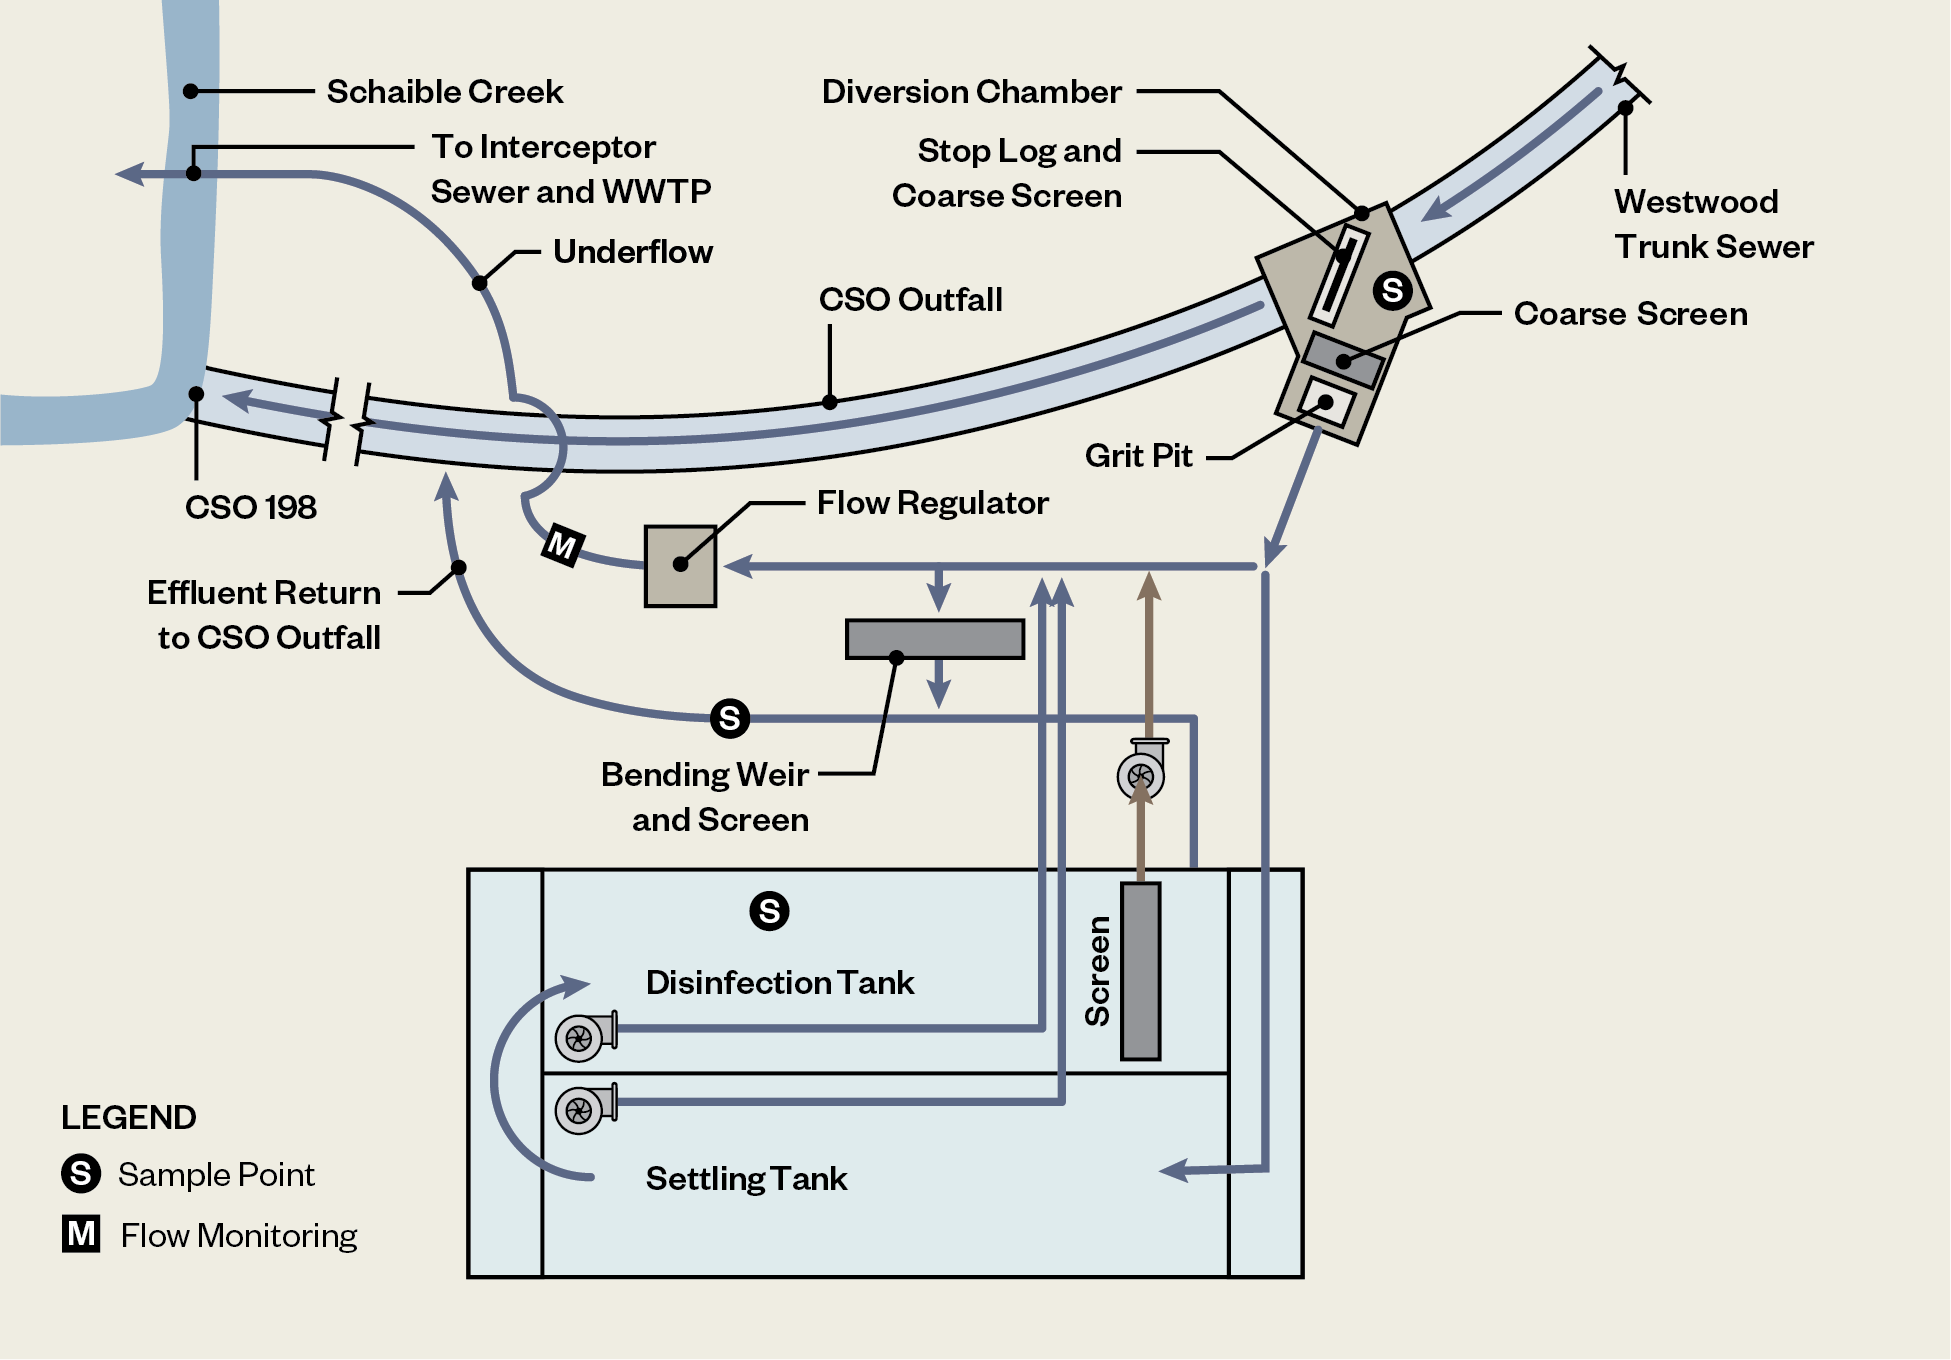 Schaible Creek
To Interceptor
Sewer and WWTP
Underflow
Diversion Chamber
Stop Log and
Coarse Screen
Westwood
Trunk Sewer
CSO Outfall
S
Coarse Screen
Grit Pit
CSO 198
Flow Regulator
M
Effluent Return
to CSO Outfall
S
Bending Weir
and Screen
S
Disinfection Tank
Screen
Settling Tank
LEGEND
S Sample Point
M Flow Monitoring